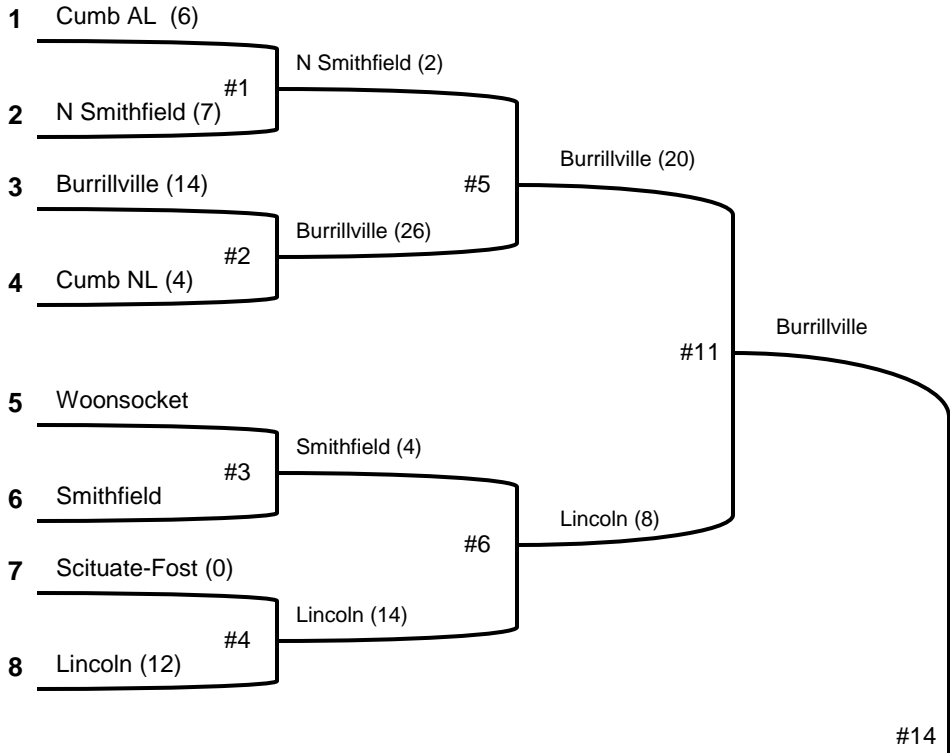 1 Cumb AL (6)
N Smithfield (2)
#1
2 N Smithfield (7)
Burrillville (20)
3 Burrillville (14)
#5
Burrillville (26)
#2
4 Cumb NL (4)
Burrillville
#11
5 Woonsocket
Smithfield (4)
#3
6 Smithfield
Lincoln (8)
#6
7 Scituate-Fost (0)
Lincoln (14)
#4
8 Lincoln (12)
#14